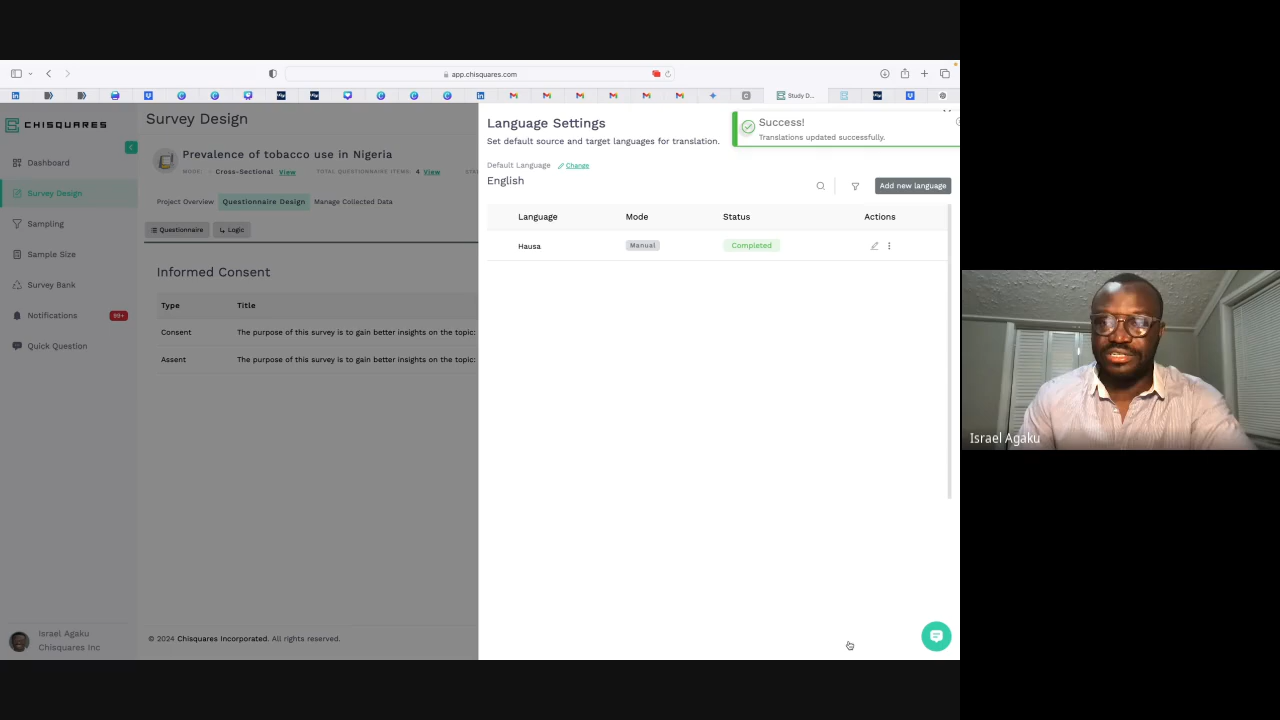 app.chisquares.com
Study D...
CHISQUARES
Dashboard
Survey Design
Sampling
Sample Size
Survey Bank
Notifications
99+
Quick Question
Israel Agaku
Chisquares Inc
Survey Design
Prevalence of tobacco use in Nigeria
MODE: Cross-Sectional View TOTAL QUESTIONNAIRE ITEMS: 4 View
Project Overview Questionnaire Design Manage Collected Data
Questionnaire Logic
Informed Consent
Type Title
Consent The purpose of this survey is to gain better insights on the topic:
Assent The purpose of this survey is to gain better insights on the topic:
© 2024 Chisquares Incorporated. All rights reserved.
Language Settings
Set default source and target languages for translation.
Success!
Translations updated successfully.
Default Language Change
English
Add new language
Language Mode Status Actions
Hausa Manual Completed
Israel Agaku